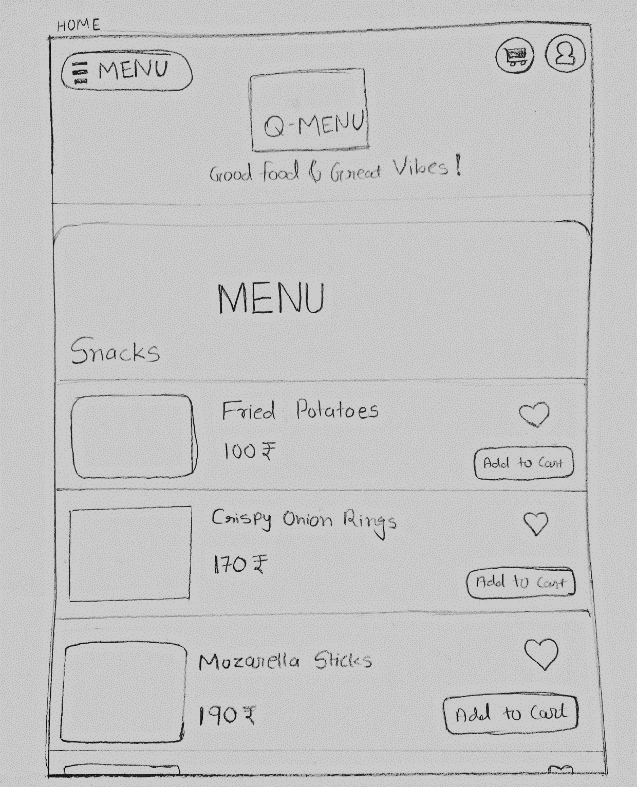 HOME
MENU
Q-MENU
Good food & Great Vibes!
MENU
Snacks
Fried Potatoes
100₹
Add to Cart
Crispy Onion Rings
170₹
Add to Cart
Mozarella Sticks
190₹
Add to Cart